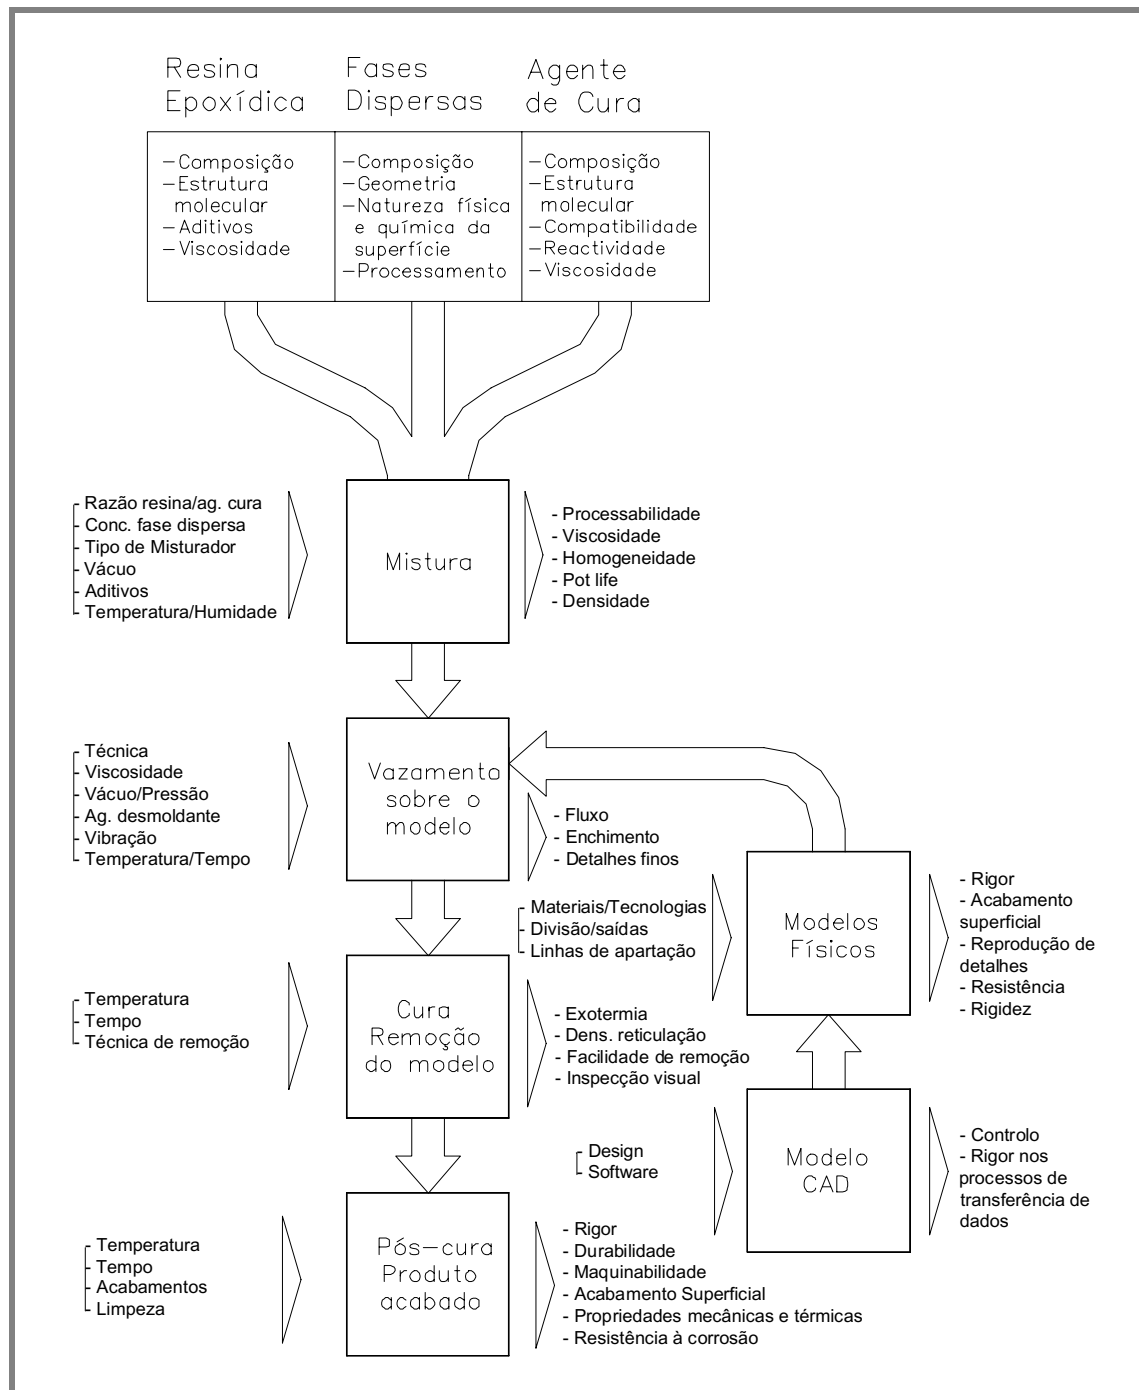 Resina
Epoxídica
Fases
Dispersas
Agente
de Cura
-Composição
-Estrutura
molecular
-Aditivos
-Viscosidade
-Composição
-Geometria
-Natureza física
e química da
superfície
-Processamento
-Composição
-Estrutura
molecular
-Compatibilidade
-Reactividade
-Viscosidade
- Razão resina/ag. cura
- Conc. fase dispersa
- Tipo de Misturador
- Vácuo
- Aditivos
- Temperatura/Humidade
Mistura
- Processabilidade
- Viscosidade
- Homogeneidade
- Pot life
- Densidade
- Técnica
- Viscosidade
- Vácuo/Pressão
- Ag. desmoldante
- Vibração
- Temperatura/Tempo
Vazamento
sobre o
modelo
- Fluxo
- Enchimento
- Detalhes finos
- Materiais/Tecnologias
- Divisão/saídas
- Linhas de apartação
Modelos
Físicos
- Rigor
- Acabamento
superficial
- Reprodução de
detalhes
- Resistência
- Rigidez
- Temperatura
- Tempo
- Técnica de remoção
Cura
Remoção
do modelo
- Exotermia
- Dens. reticulação
- Facilidade de remoção
- Inspecção visual
- Design
- Software
Modelo
CAD
- Controlo
- Rigor nos
processos de
transferência de
dados
- Temperatura
- Tempo
- Acabamentos
- Limpeza
Pós-cura
Produto
acabado
- Rigor
- Durabilidade
- Maquinabilidade
- Acabamento Superficial
- Propriedades mecânicas e térmicas
- Resistência à corrosão